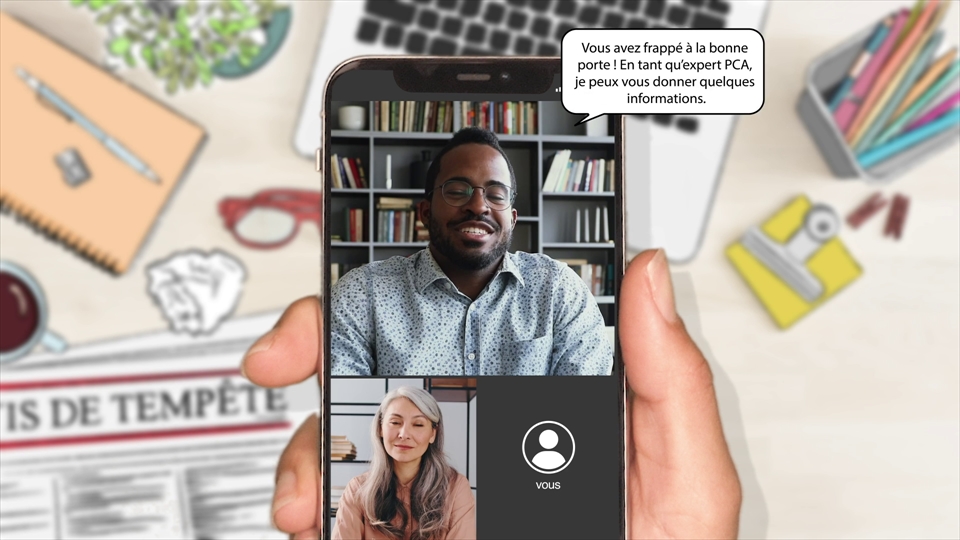 Vous avez frappé à la bonne
porte ! En tant qu’expert PCA,
je peux vous donner quelques
informations.
IS DE TEMPÊTE
vous